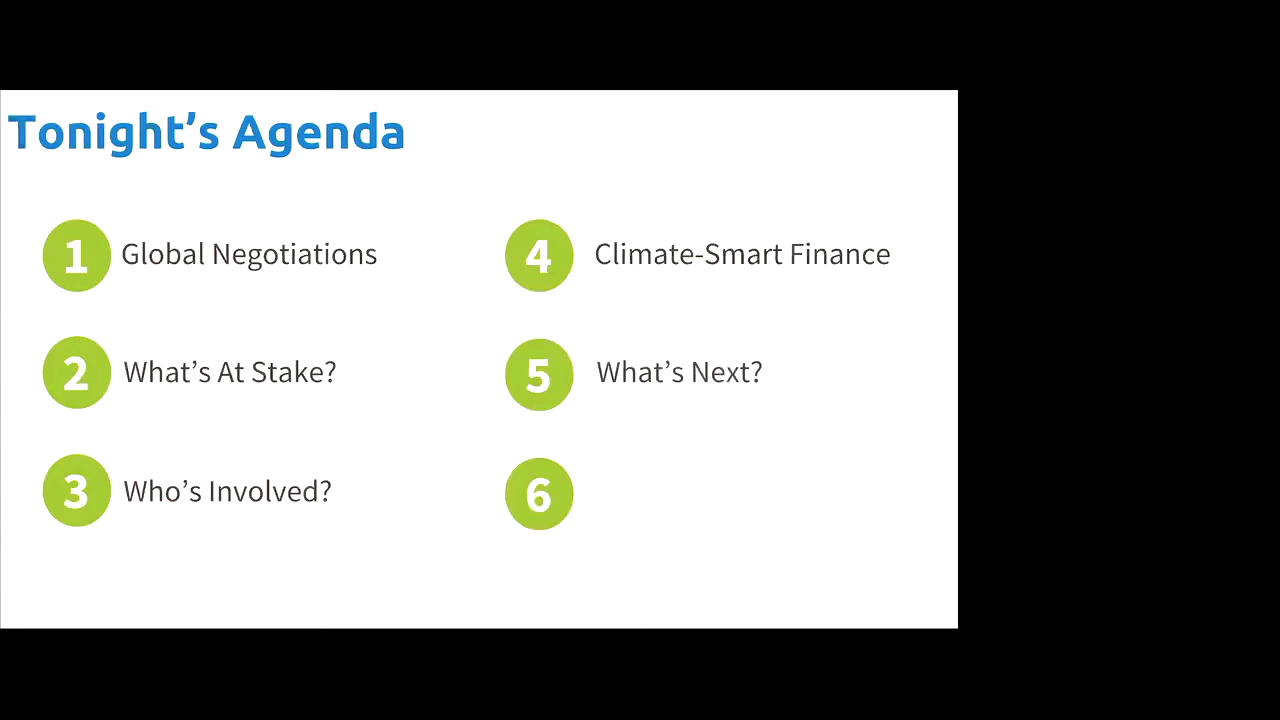 Tonight’s Agenda
1 Global Negotiations
2 What’s At Stake?
3 Who’s Involved?
4 Climate-Smart Finance
5 What’s Next?
6